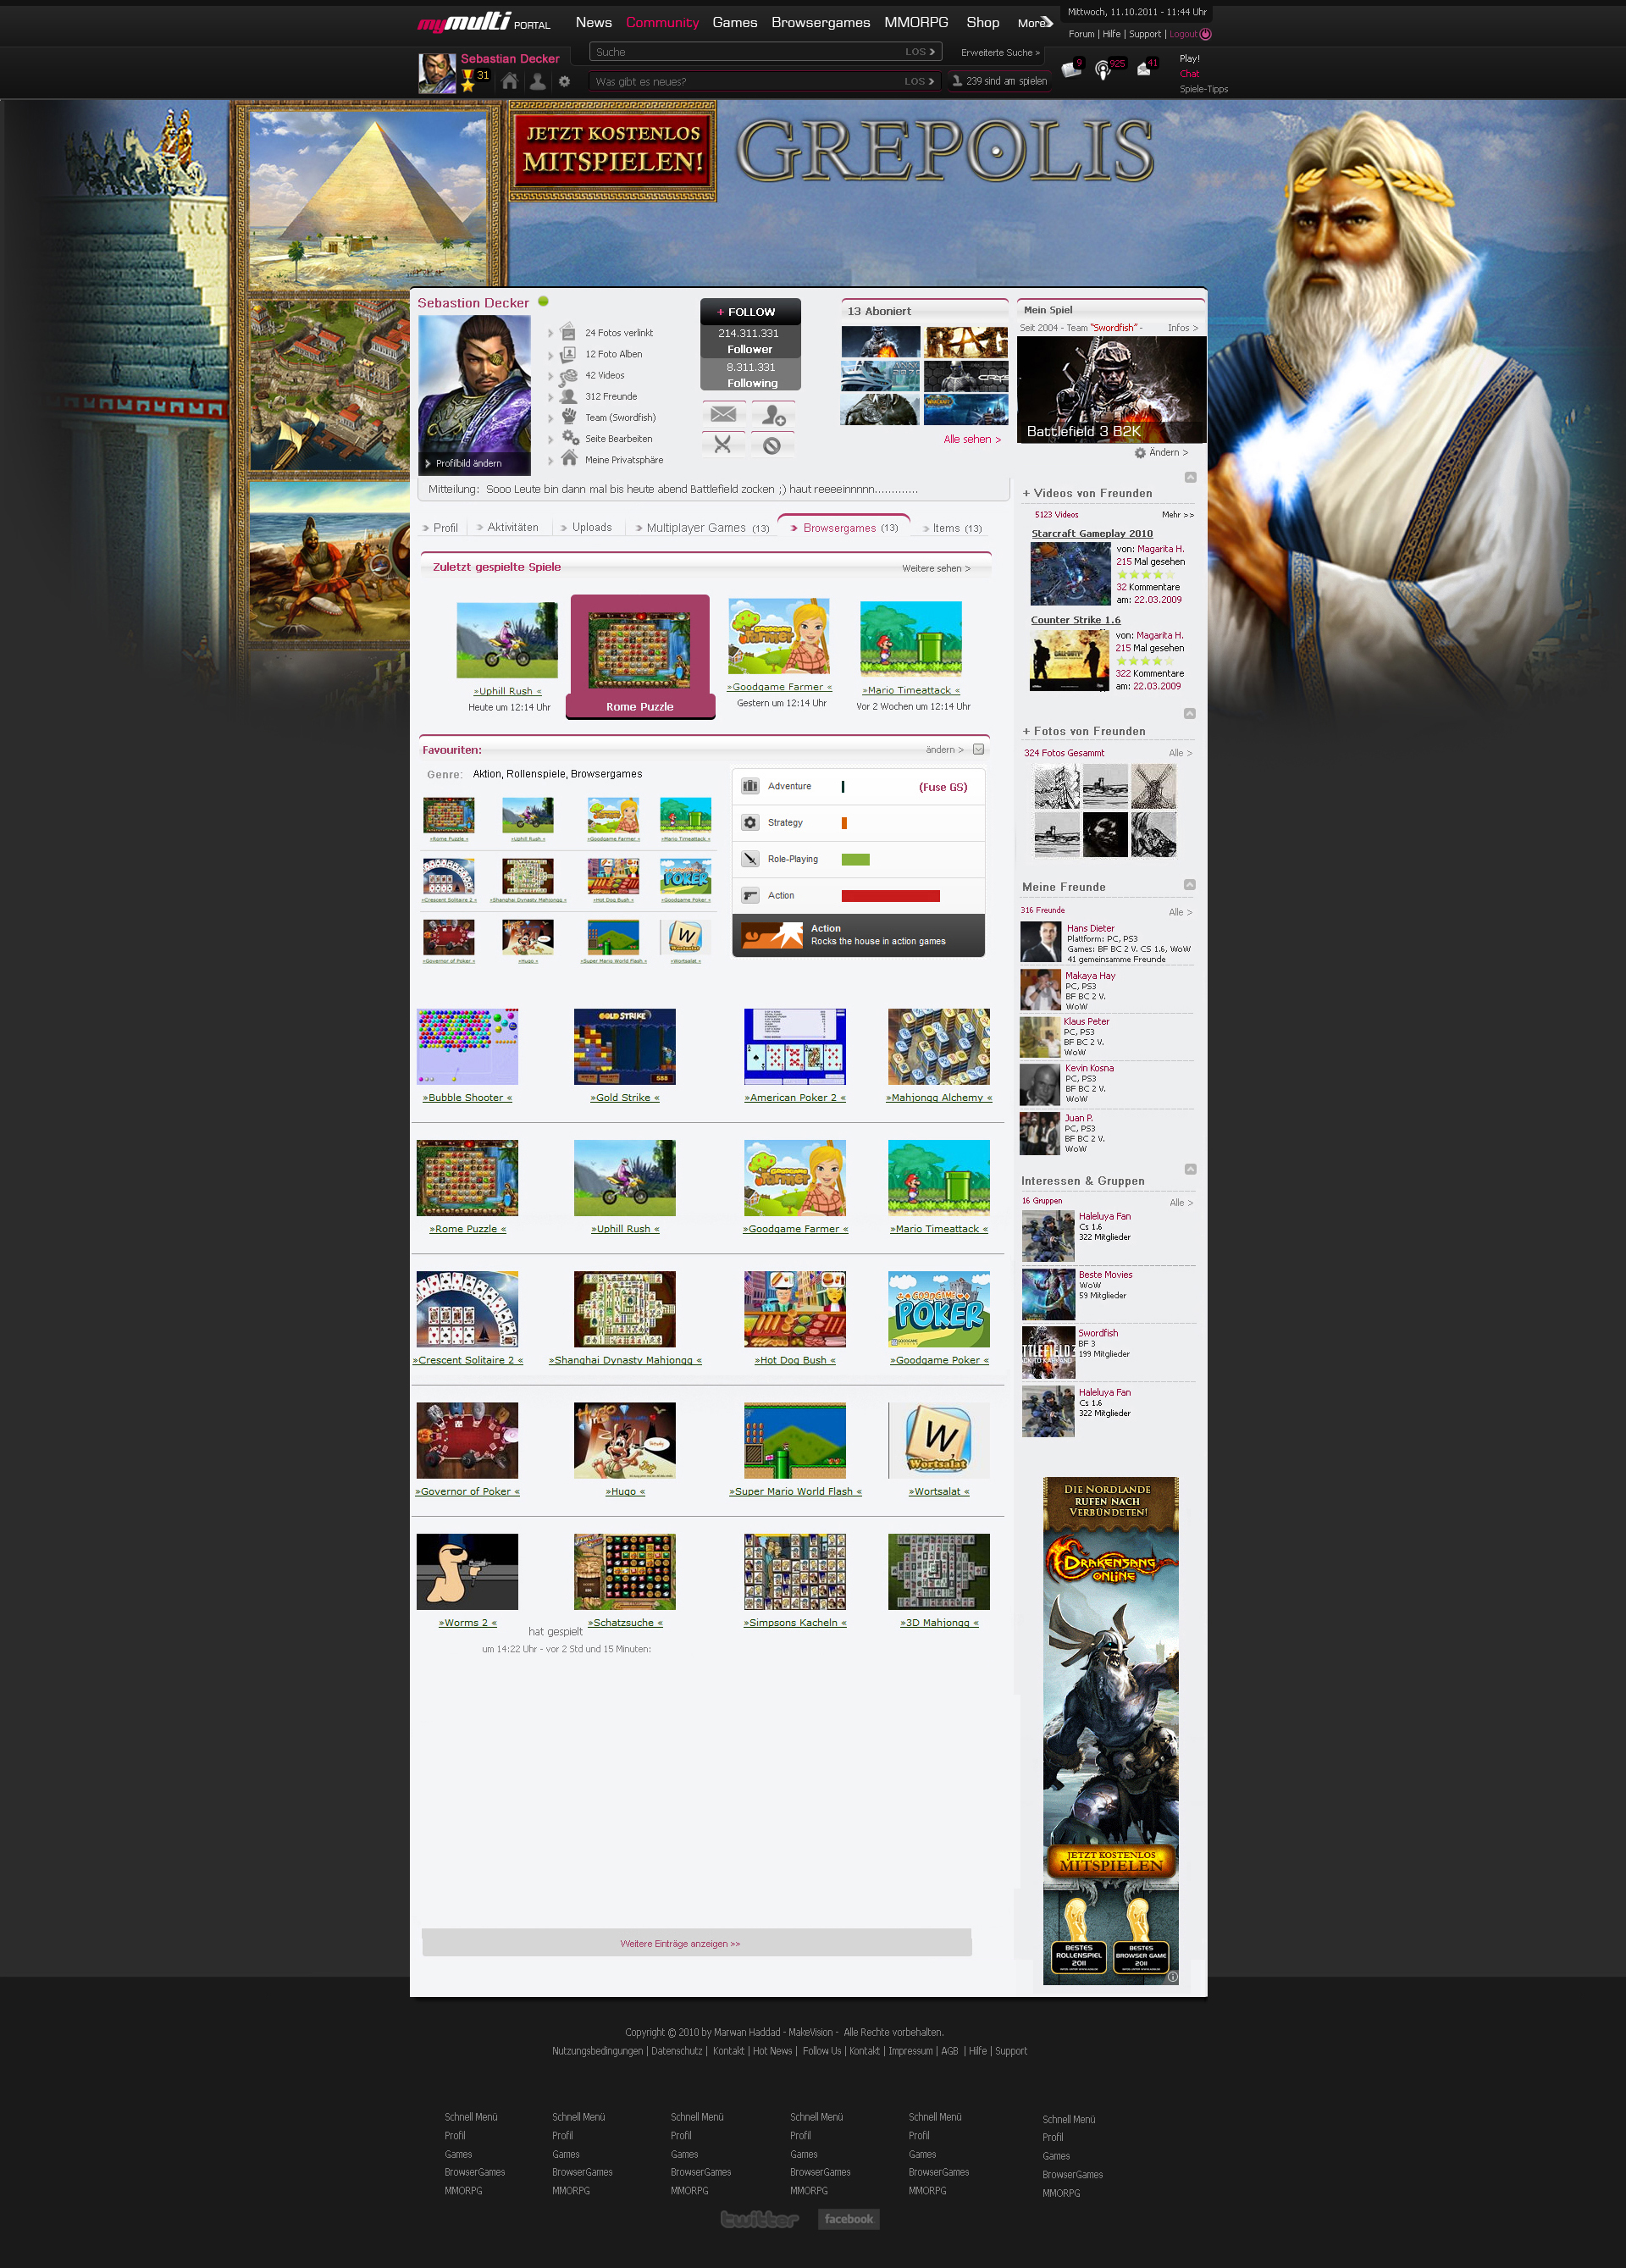 mymulti PORTAL
News Community Games Browsergames MMORPG Shop More
Mittwoch, 11.10.2011 - 11:44 Uhr
Forum | Hilfe | Support | Logout
Suche LOS
Erweiterte Suche »
Sebastian Decker
31
Was gibt es neues? LOS
239 sind am spielen
9 925 41
Play!
Chat
Spiele-Tipps
JETZT KOSTENLOS
MITSPIELEN!
GREPOLIS
Sebastion Decker
24 Fotos verlinkt
12 Foto Alben
42 Videos
312 Freunde
Team (Swordfish)
Seite Bearbeiten
Meine Privatsphäre
Profilbild ändern
+ FOLLOW
214.311.331
Follower
8.311.331
Following
13 Aboniert
Alle sehen >
Mein Spiel
Seit 2004 - Team "Swordfish" - Infos >
Battlefield 3 B2K
Ändern >
Mitteilung: Sooo Leute bin dann mal bis heute abend Battlefield zocken ;) haut reeeeinnnnn.............
Profil Aktivitäten Uploads Multiplayer Games (13) Browsergames (13) Items (13)
Zuletzt gespielte Spiele
Weitere sehen >
»Uphill Rush «
Heute um 12:14 Uhr
Rome Puzzle
»Goodgame Farmer «
Gestern um 12:14 Uhr
»Mario Timeattack «
Vor 2 Wochen um 12:14 Uhr
Favouriten:
ändern >
Genre: Aktion, Rollenspiele, Browsergames
»Rome Puzzle « »Uphill Rush « »Goodgame Farmer « »Mario Timeattack «
»Crescent Solitaire 2 « »Shanghai Dynasty Mahjongg « »Hot Dog Bush « »Goodgame Poker «
»Governor of Poker « »Hugo « »Super Mario World Flash « »Wortsalat «
Adventure (Fuse GS)
Strategy
Role-Playing
Action
Action
Rocks the house in action games
»Bubble Shooter « »Gold Strike « »American Poker 2 « »Mahjongg Alchemy «
»Rome Puzzle « »Uphill Rush « »Goodgame Farmer « »Mario Timeattack «
»Crescent Solitaire 2 « »Shanghai Dynasty Mahjongg « »Hot Dog Bush « »Goodgame Poker «
»Governor of Poker « »Hugo « »Super Mario World Flash « »Wortsalat «
»Worms 2 « »Schatzsuche « »Simpsons Kacheln « »3D Mahjongg «
hat gespielt
um 14:22 Uhr - vor 2 Std und 15 Minuten:
Weitere Einträge anzeigen >>
+ Videos von Freunden
5123 Videos Mehr >>
Starcraft Gameplay 2010
von: Magarita H.
215 Mal gesehen
32 Kommentare
am: 22.03.2009
Counter Strike 1.6
von: Magarita H.
215 Mal gesehen
322 Kommentare
am: 22.03.2009
+ Fotos von Freunden
324 Fotos Gesammt Alle >
Meine Freunde
316 Freunde Alle >
Hans Dieter
Plattform: PC, PS3
Games: BF BC 2 V. CS 1.6, WoW
41 gemeinsamme Freunde
Makaya Hay
PC, PS3
BF BC 2 V.
WoW
Klaus Peter
PC, PS3
BF BC 2 V.
WoW
Kevin Kosna
PC, PS3
BF BC 2 V.
WoW
Juan P.
PC, PS3
BF BC 2 V.
WoW
Interessen & Gruppen
16 Gruppen Alle >
Haleluya Fan
Cs 1.6
322 Mitglieder
Beste Movies
WoW
59 Mitglieder
Swordfish
BF 3
199 Mitglieder
Haleluya Fan
Cs 1.6
322 Mitglieder
DIE NORDLANDE
RUFEN NACH
VERBÜNDETEN!
DRAKENSANG
ONLINE
JETZT KOSTENLOS
MITSPIELEN
BESTES
ROLLENSPIEL
2011
BESTES
BROWSER GAME
2011
Copyright © 2010 by Marwan Haddad - MakeVision - Alle Rechte vorbehalten.
Nutzungsbedingungen | Datenschutz | Kontakt | Hot News | Follow Us | Kontakt | Impressum | AGB | Hilfe | Support
Schnell Menü Schnell Menü Schnell Menü Schnell Menü Schnell Menü Schnell Menü
Profil Profil Profil Profil Profil Profil
Games Games Games Games Games Games
BrowserGames BrowserGames BrowserGames BrowserGames BrowserGames BrowserGames
MMORPG MMORPG MMORPG MMORPG MMORPG MMORPG
twitter facebook